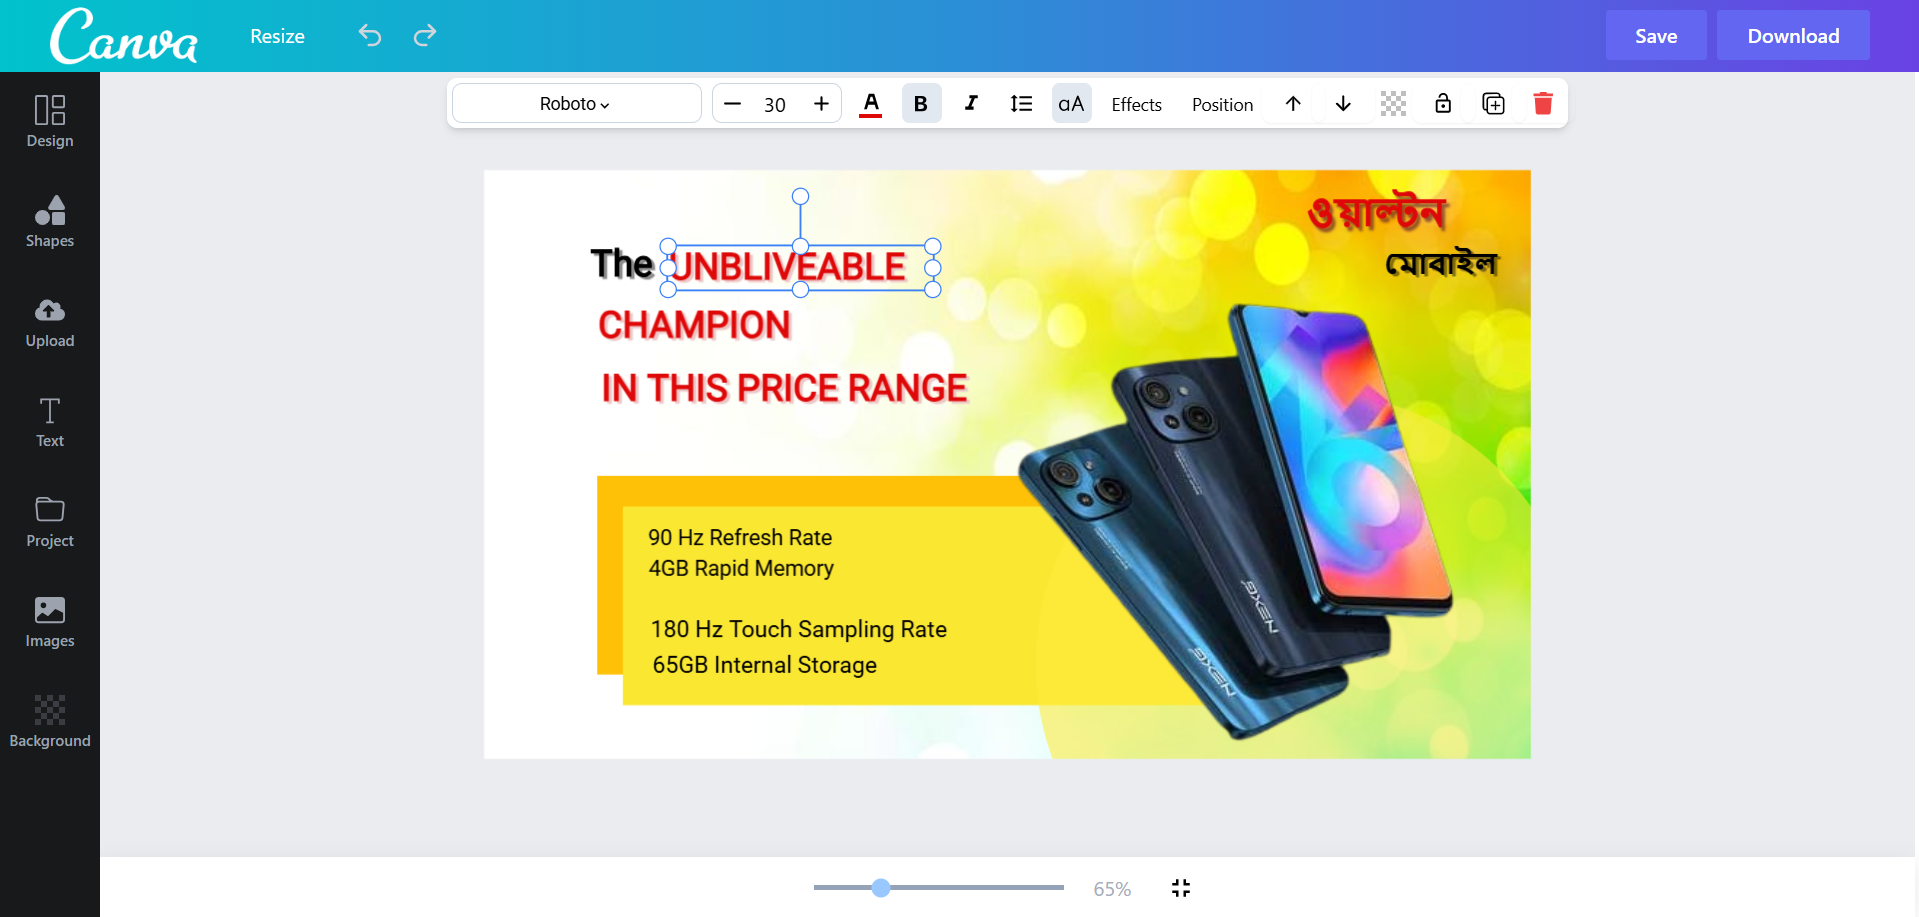 Canva
Resize
Save
Download
Roboto
30
A
B
I
aA
Effects
Position
Design
Shapes
Upload
Text
Project
Images
Background
ওয়াল্টন
মোবাইল
The UNBLIVEABLE
CHAMPION
IN THIS PRICE RANGE
90 Hz Refresh Rate
4GB Rapid Memory
180 Hz Touch Sampling Rate
65GB Internal Storage
65%